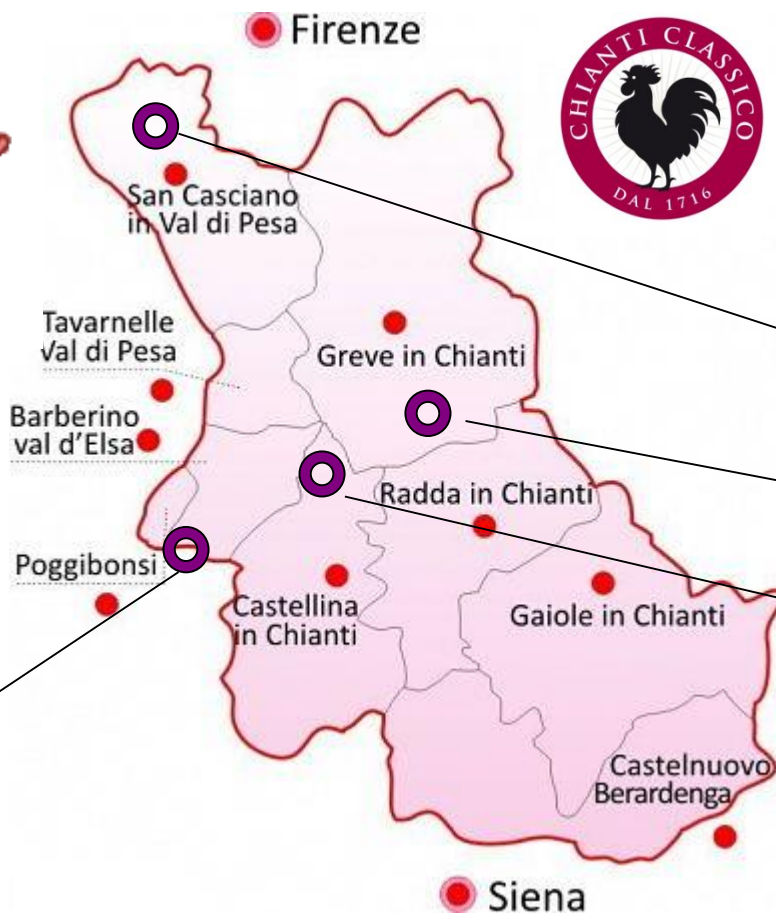 Firenze
CHIANTI CLASSICO
DAL 1716
San Casciano
in Val di Pesa
Tavarnelle
Val di Pesa
Greve in Chianti
Barberino
val d'Elsa
Radda in Chianti
Poggibonsi
Castellina
in Chianti
Gaiole in Chianti
Castelnuovo
Berardenga
Siena